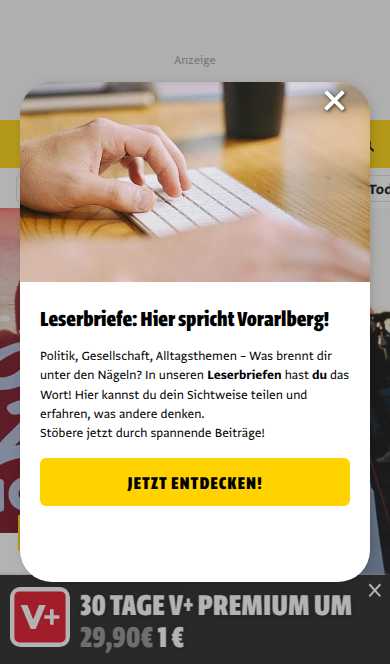 Anzeige
Tod
Leserbriefe: Hier spricht Vorarlberg!
Politik, Gesellschaft, Alltagsthemen – Was brennt dir
unter den Nägeln? In unseren Leserbriefen hast du das
Wort! Hier kannst du dein Sichtweise teilen und
erfahren, was andere denken.
Stöbere jetzt durch spannende Beiträge!
JETZT ENTDECKEN!
V+
30 TAGE V+ PREMIUM UM
29,90€ 1 €